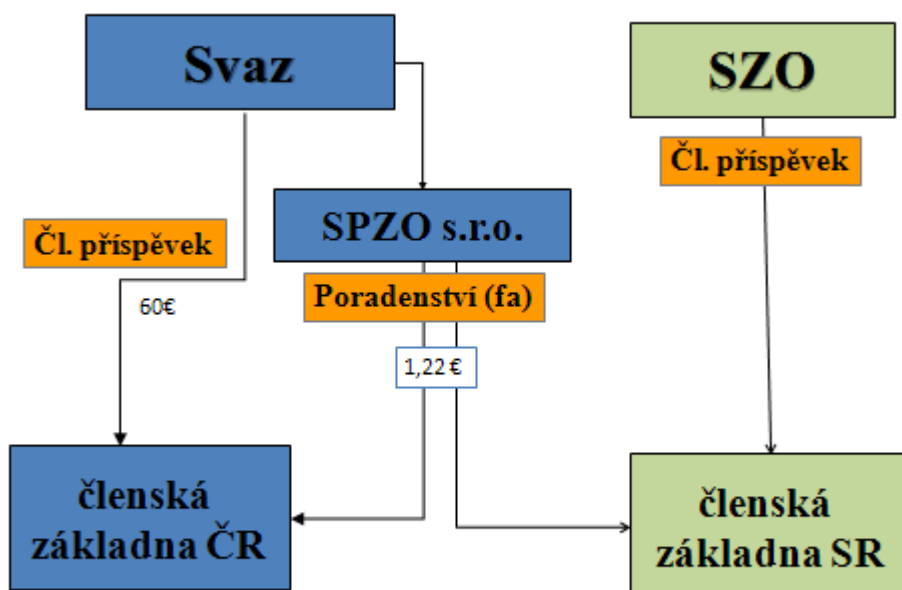 Svaz
SZO
Čl. příspěvek
SPZO s.r.o.
Čl. příspěvek
Poradenství (fa)
60€
1,22 €
členská
základna ČR
členská
základna SR